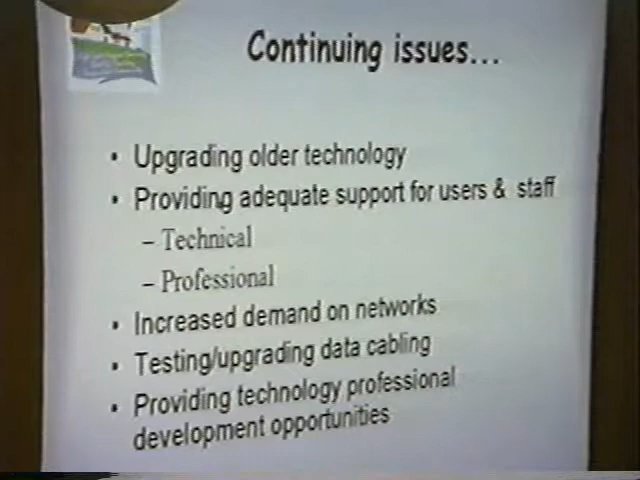 Continuing issues...
• Upgrading older technology
• Providing adequate support for users & staff
– Technical
– Professional
• Increased demand on networks
• Testing/upgrading data cabling
• Providing technology professional
development opportunities